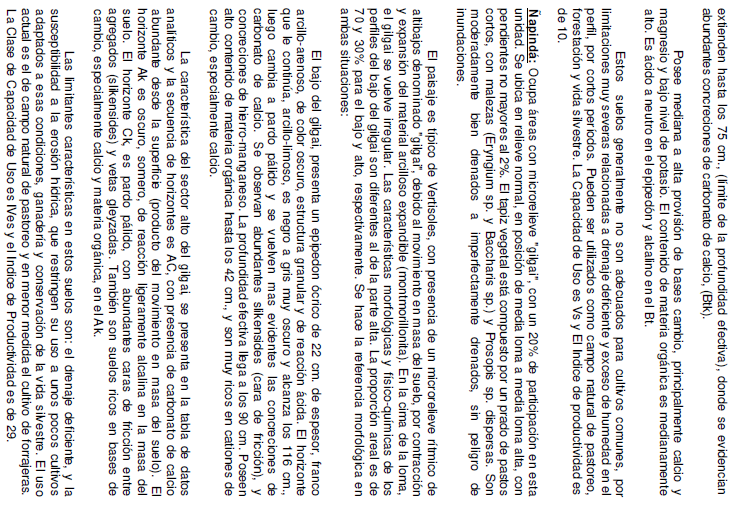 extienden hasta los 75 cm., (límite de la profundidad efectiva), donde se evidencian
abundantes concreciones de carbonato de calcio, (Btk).
Posee mediana a alta provisión de bases cambio, principalmente calcio y
magnesio y bajo nivel de potasio. El contenido de materia orgánica es medianamente
alto. Es ácido a neutro en el epipedón y alcalino en el Bt.
Estos suelos generalmente no son adecuados para cultivos comunes, por
limitaciones muy severas relacionadas a drenaje deficiente y exceso de humedad en el
perfil, por cortos períodos. Pueden ser utilizados como campo natural de pastoreo,
forestación y vida silvestre. La Capacidad de Uso es Vs y El Indice de productividad es
de 10.
Ñapinda: Ocupa áreas con microrelieve "gilgai", con un 20% de participación en esta
unidad. Se ubica en relieve normal, en posición de media loma a media loma alta, con
pendientes no mayores al 2%. El tapiz vegetal está compuesto por un prado de pastos
cortos, con malezas (Eryngium sp. y Baccharis sp.) y Prosopis sp. dispersas. Son
moderadamente bien drenados a imperfectamente drenados, sin peligro de
inundaciones.
El paisaje es típico de Vertisoles, con presencia de un microrelieve rítmico de
altibajos denominado "gilgai", debido al movimiento en masa del suelo, por contracción
y expansión del material arcilloso expandible (montmorillonita). En la cima de la loma,
el gilgai se vuelve irregular. Las características morfológicas y físico-químicas de los
perfiles del bajo del gilgai son diferentes al de la parte alta. La proporción areal es de
70 y 30% para el bajo y alto, respectivamente. Se hace la referencia morfológica en
ambas situaciones:
El bajo del gilgai, presenta un epipedon ócrico de 22 cm. de espesor, franco
arcillo-arenoso, de color oscuro, estructura granular y de reacción ácida. El horizonte
que le continúa, arcillo-limoso, es negro a gris muy oscuro y alcanza los 116 cm.,
luego cambia a pardo pálido y se vuelven mas evidentes las concreciones de
carbonato de calcio. Se observan abundantes slikensides (cara de fricción), y
concreciones de hierro-manganeso. La profundidad efectiva llega a los 90 cm. Poseen
alto contenido de materia orgánica hasta los 42 cm., y son muy ricos en cationes de
cambio, especialmente calcio.
La característica del sector alto del gilgai, se presenta en la tabla de datos
analíticos y la secuencia de horizontes es AC, con presencia de carbonato de calcio
abundante desde la superficie (producto del movimiento en masa del suelo). El
horizonte Ak es oscuro, somero, de reacción ligeramente alcalina en la masa del
suelo. El horizonte Ck, es pardo pálido, con abundantes caras de fricción entre
agregados (slikensides) y vetas gleyzadas. También son suelos ricos en bases de
cambio, especialmente calcio y materia orgánica, en el Ak.
Las limitantes características en estos suelos son: el drenaje deficiente, y la
susceptibilidad a la erosión hídrica, que restringen su uso a unos pocos cultivos
adaptados a esas condiciones, ganadería y conservación de la vida silvestre. El uso
actual es el de campo natural de pastoreo y en menor medida el cultivo de forrajeras.
La Clase de Capacidad de Uso es IVes y el Indice de Productividad es de 29.